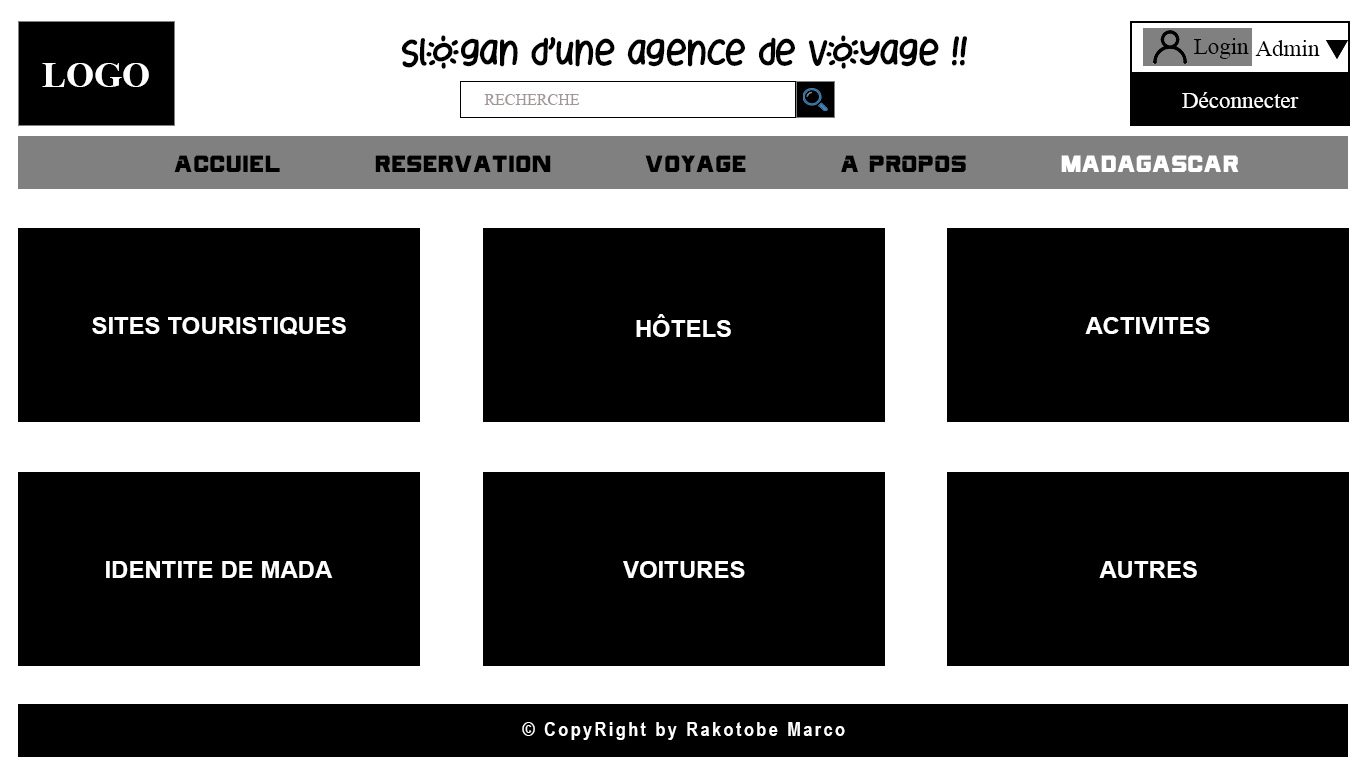 LOGO
slogan d'une agence de voyage !!
RECHERCHE
Login Admin
Déconnecter
ACCUIEL RESERVATION VOYAGE A PROPOS MADAGASCAR
SITES TOURISTIQUES HÔTELS ACTIVITES
IDENTITE DE MADA VOITURES AUTRES
© CopyRight by Rakotobe Marco